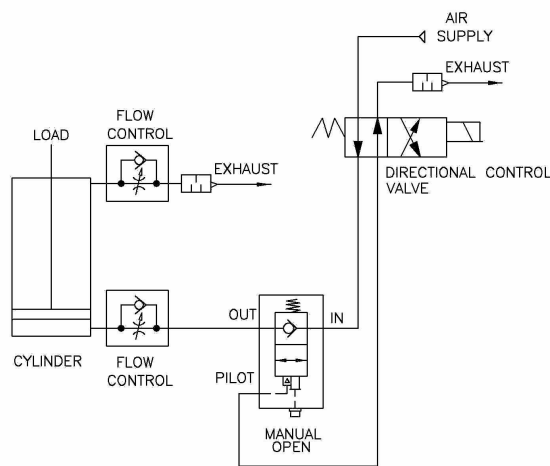 AIR
SUPPLY
EXHAUST
FLOW
CONTROL
LOAD
EXHAUST
DIRECTIONAL CONTROL
VALVE
OUT
IN
CYLINDER
FLOW
CONTROL
PILOT
MANUAL
OPEN